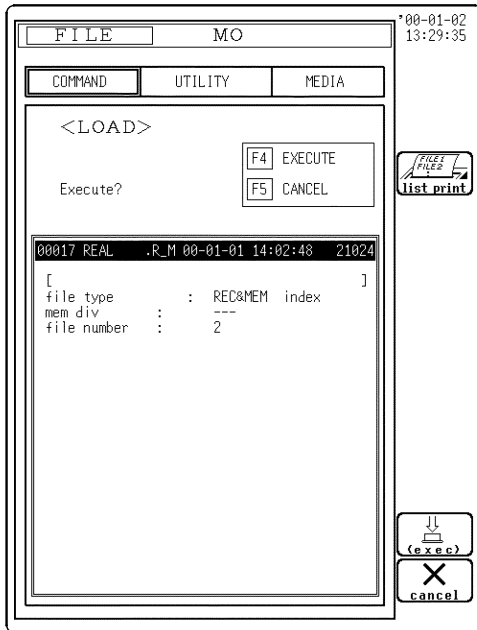 FILE MO
'00-01-02
13:29:35
COMMAND UTILITY MEDIA
<LOAD>
F4 EXECUTE
Execute?
F5 CANCEL
FILE1
FILE2
list print
00017 REAL .R_M 00-01-01 14:02:48 21024
[ ]
file type : REC&MEM index
mem div : ---
file number : 2
(exec)
cancel